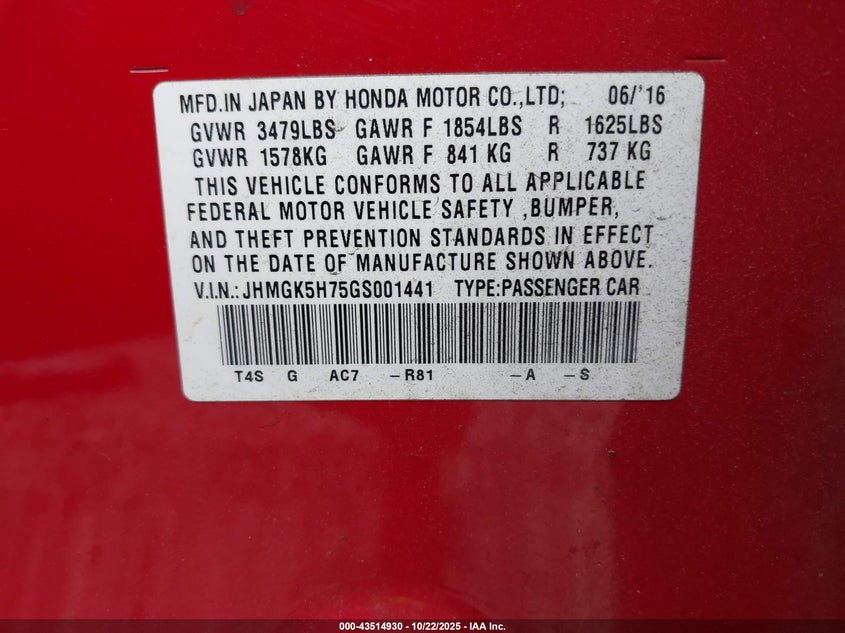 MFD.IN JAPAN BY HONDA MOTOR CO.,LTD; 06/'16
GVWR 3479LBS GAWR F 1854LBS R 1625LBS
GVWR 1578KG GAWR F 841 KG R 737 KG
THIS VEHICLE CONFORMS TO ALL APPLICABLE
FEDERAL MOTOR VEHICLE SAFETY ,BUMPER,
AND THEFT PREVENTION STANDARDS IN EFFECT
ON THE DATE OF MANUFACTURE SHOWN ABOVE.
V.I.N.: JHMGK5H75GS001441 TYPE:PASSENGER CAR
T4S G AC7 -R81 -A -S
000-43514930 - 10/22/2025 - IAA Inc.